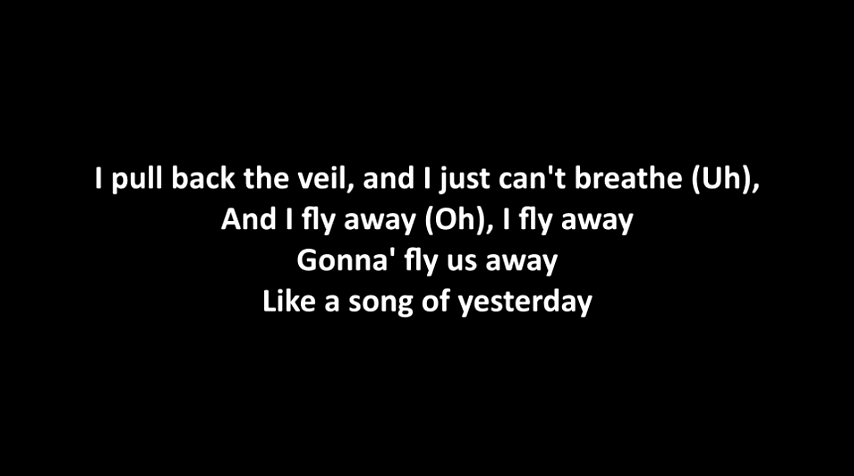 I pull back the veil, and I just can't breathe (Uh),
And I fly away (Oh), I fly away
Gonna' fly us away
Like a song of yesterday